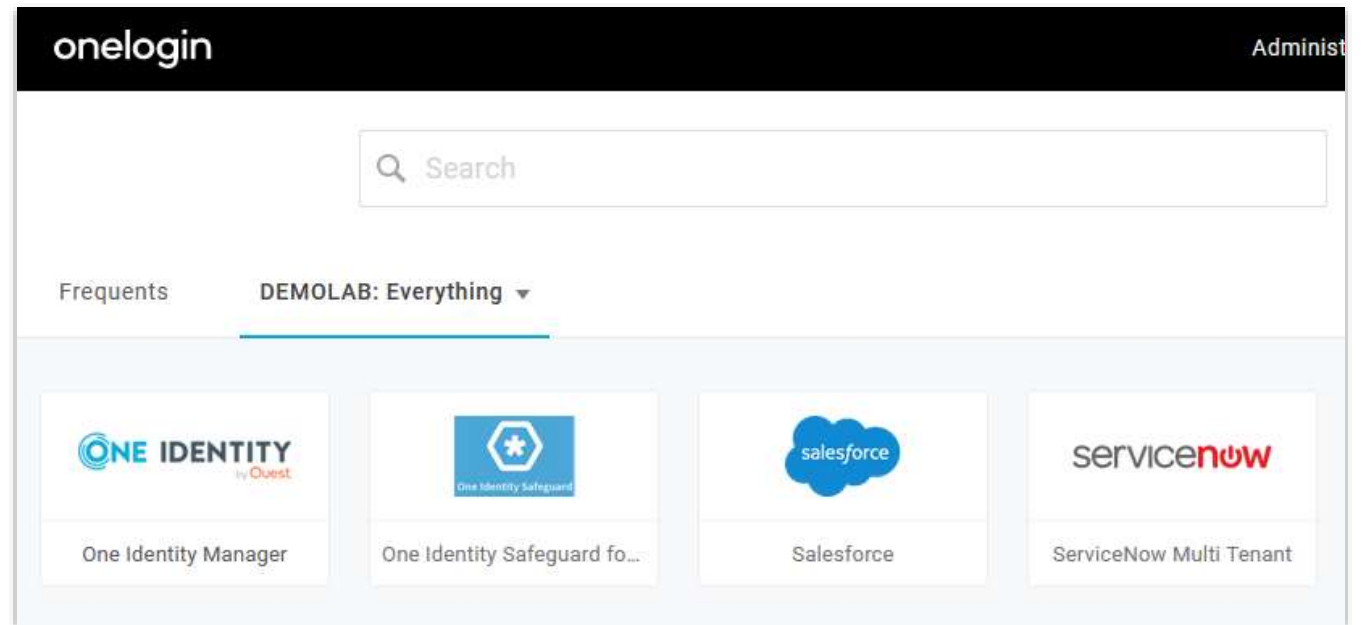 onelogin
Administ
Search
Frequents
DEMOLAB: Everything
ONE IDENTITY
by Quest
One Identity Safeguard
salesforce
servicenow
One Identity Manager
One Identity Safeguard fo...
Salesforce
ServiceNow Multi Tenant